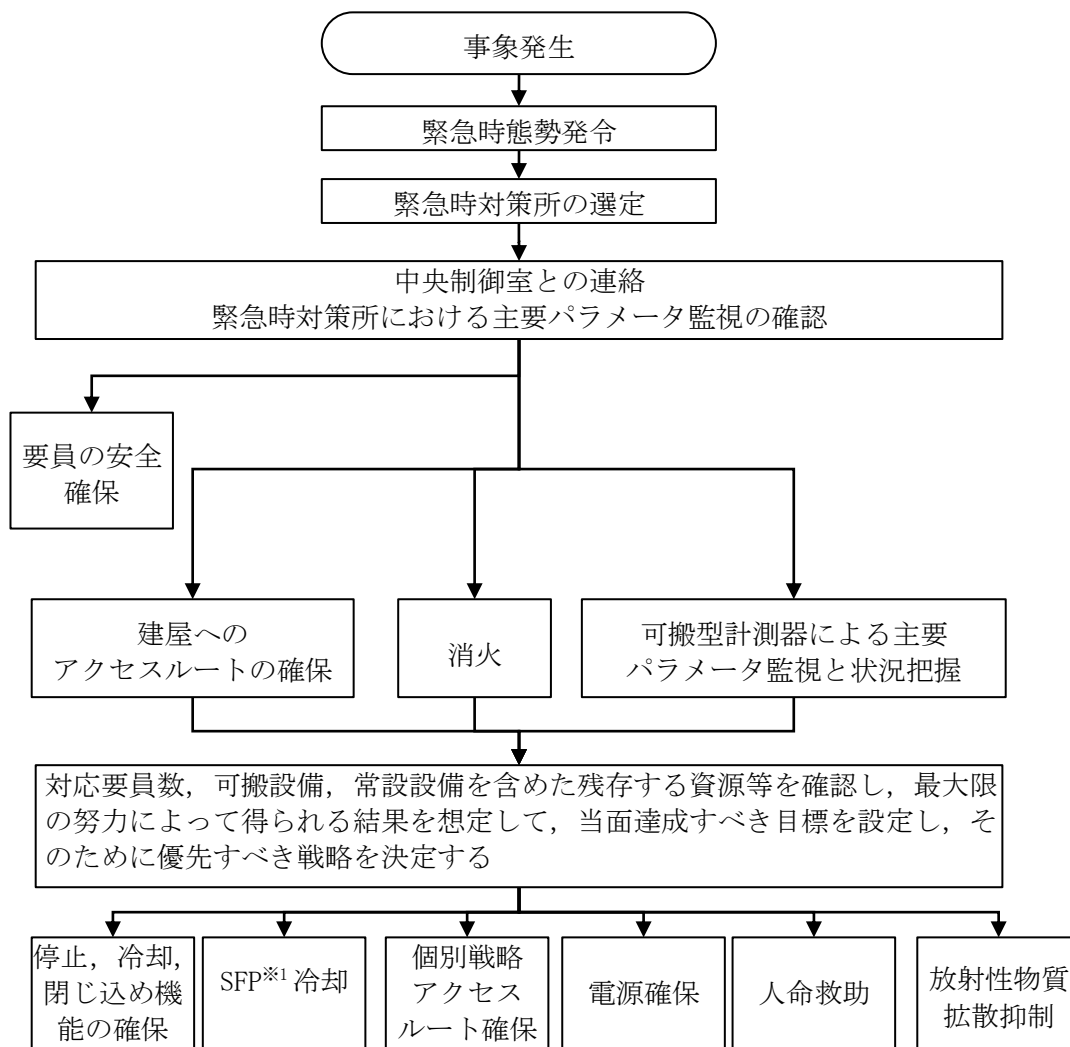 事象発生
緊急時態勢発令
緊急時対策所の選定
中央制御室との連絡
緊急時対策所における主要パラメータ監視の確認
要員の安全
確保
建屋への
アクセスルートの確保
消火
可搬型計測器による主要
パラメータ監視と状況把握
対応要員数，可搬設備，常設設備を含めた残存する資源等を確認し，最大限
の努力によって得られる結果を想定して，当面達成すべき目標を設定し，そ
のために優先すべき戦略を決定する
停止，冷却，
閉じ込め機
能の確保
SFP※1 冷却
個別戦略
アクセス
ルート確保
電源確保
人命救助
放射性物質
拡散抑制